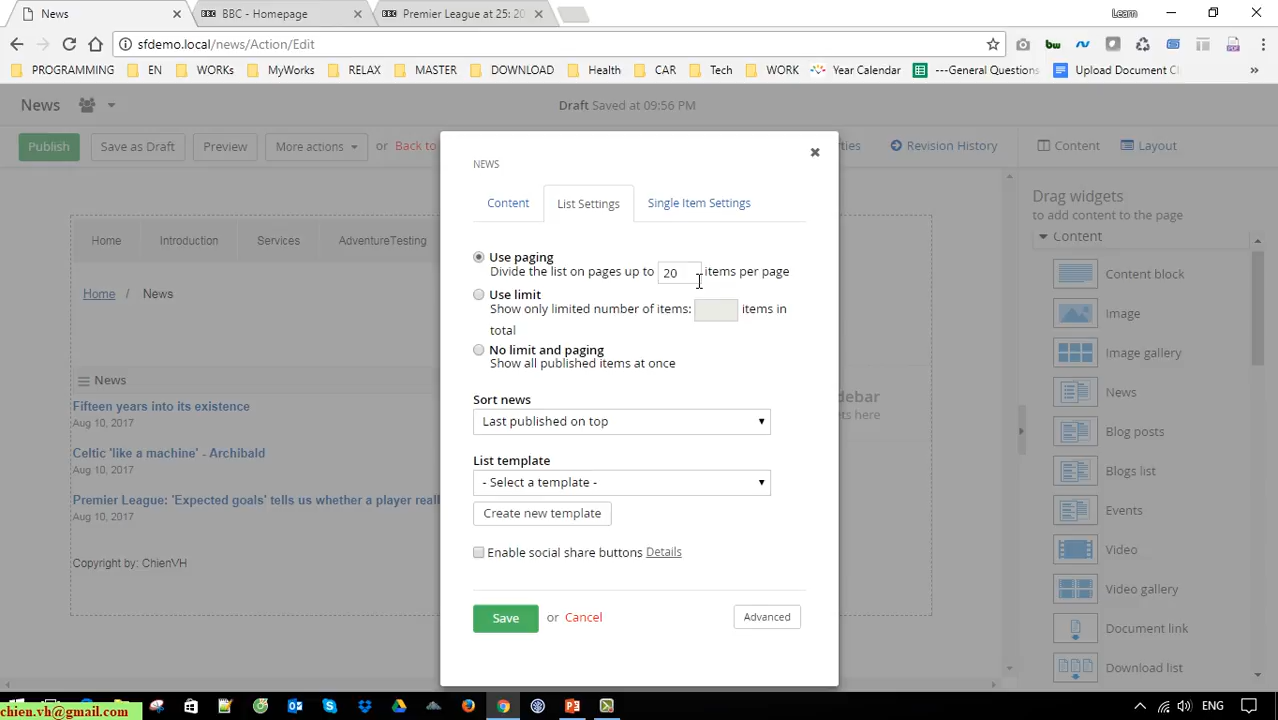 News
BBC - Homepage
Premier League at 25: 20
Learn
sfdemo.local/news/Action/Edit
PROGRAMMING
EN
WORKs
MyWorks
RELAX
MASTER
DOWNLOAD
Health
CAR
Tech
WORK
Year Calendar
---General Questions
Upload Document Cl
News
Draft Saved at 09:56 PM
Publish
Save as Draft
Preview
More actions
or Back to
ties
Revision History
Content
Layout
NEWS
Content
List Settings
Single Item Settings
Use paging
Divide the list on pages up to 20 items per page
Use limit
Show only limited number of items: items in
total
No limit and paging
Show all published items at once
Sort news
Last published on top
List template
- Select a template -
Create new template
Enable social share buttons Details
Save or Cancel
Advanced
Home
Introduction
Services
AdventureTesting
Home / News
News
Fifteen years into its existence
Aug 10, 2017
Celtic 'like a machine' - Archibald
Aug 10, 2017
Premier League: 'Expected goals' tells us whether a player reall
Aug 10, 2017
Copyright by: ChienVH
debar
ets here
Drag widgets
to add content to the page
Content
Content block
Image
Image gallery
News
Blog posts
Blogs list
Events
Video
Video gallery
Document link
Download list
chien.vh@gmail.com
ENG